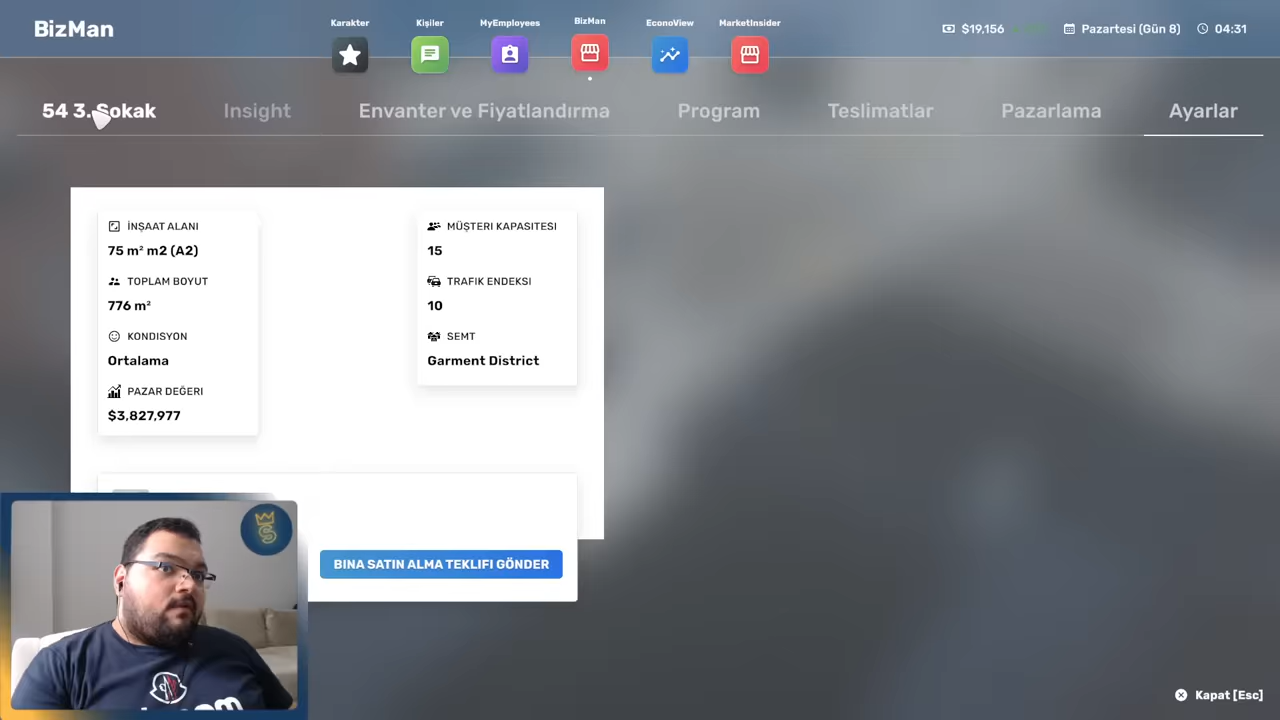 BizMan
Karakter
Kişiler
MyEmployees
BizMan
EconoView
MarketInsider
$19,156
Pazartesi (Gün 8)
04:31
54 3. Sokak
Insight
Envanter ve Fiyatlandırma
Program
Teslimatlar
Pazarlama
Ayarlar
İNŞAAT ALANI
75 m² m2 (A2)
TOPLAM BOYUT
776 m²
KONDISYON
Ortalama
PAZAR DEĞERI
$3,827,977
MÜŞTERI KAPASITESI
15
TRAFIK ENDEKSI
10
SEMT
Garment District
BINA SATIN ALMA TEKLIFI GÖNDER
Kapat [Esc]